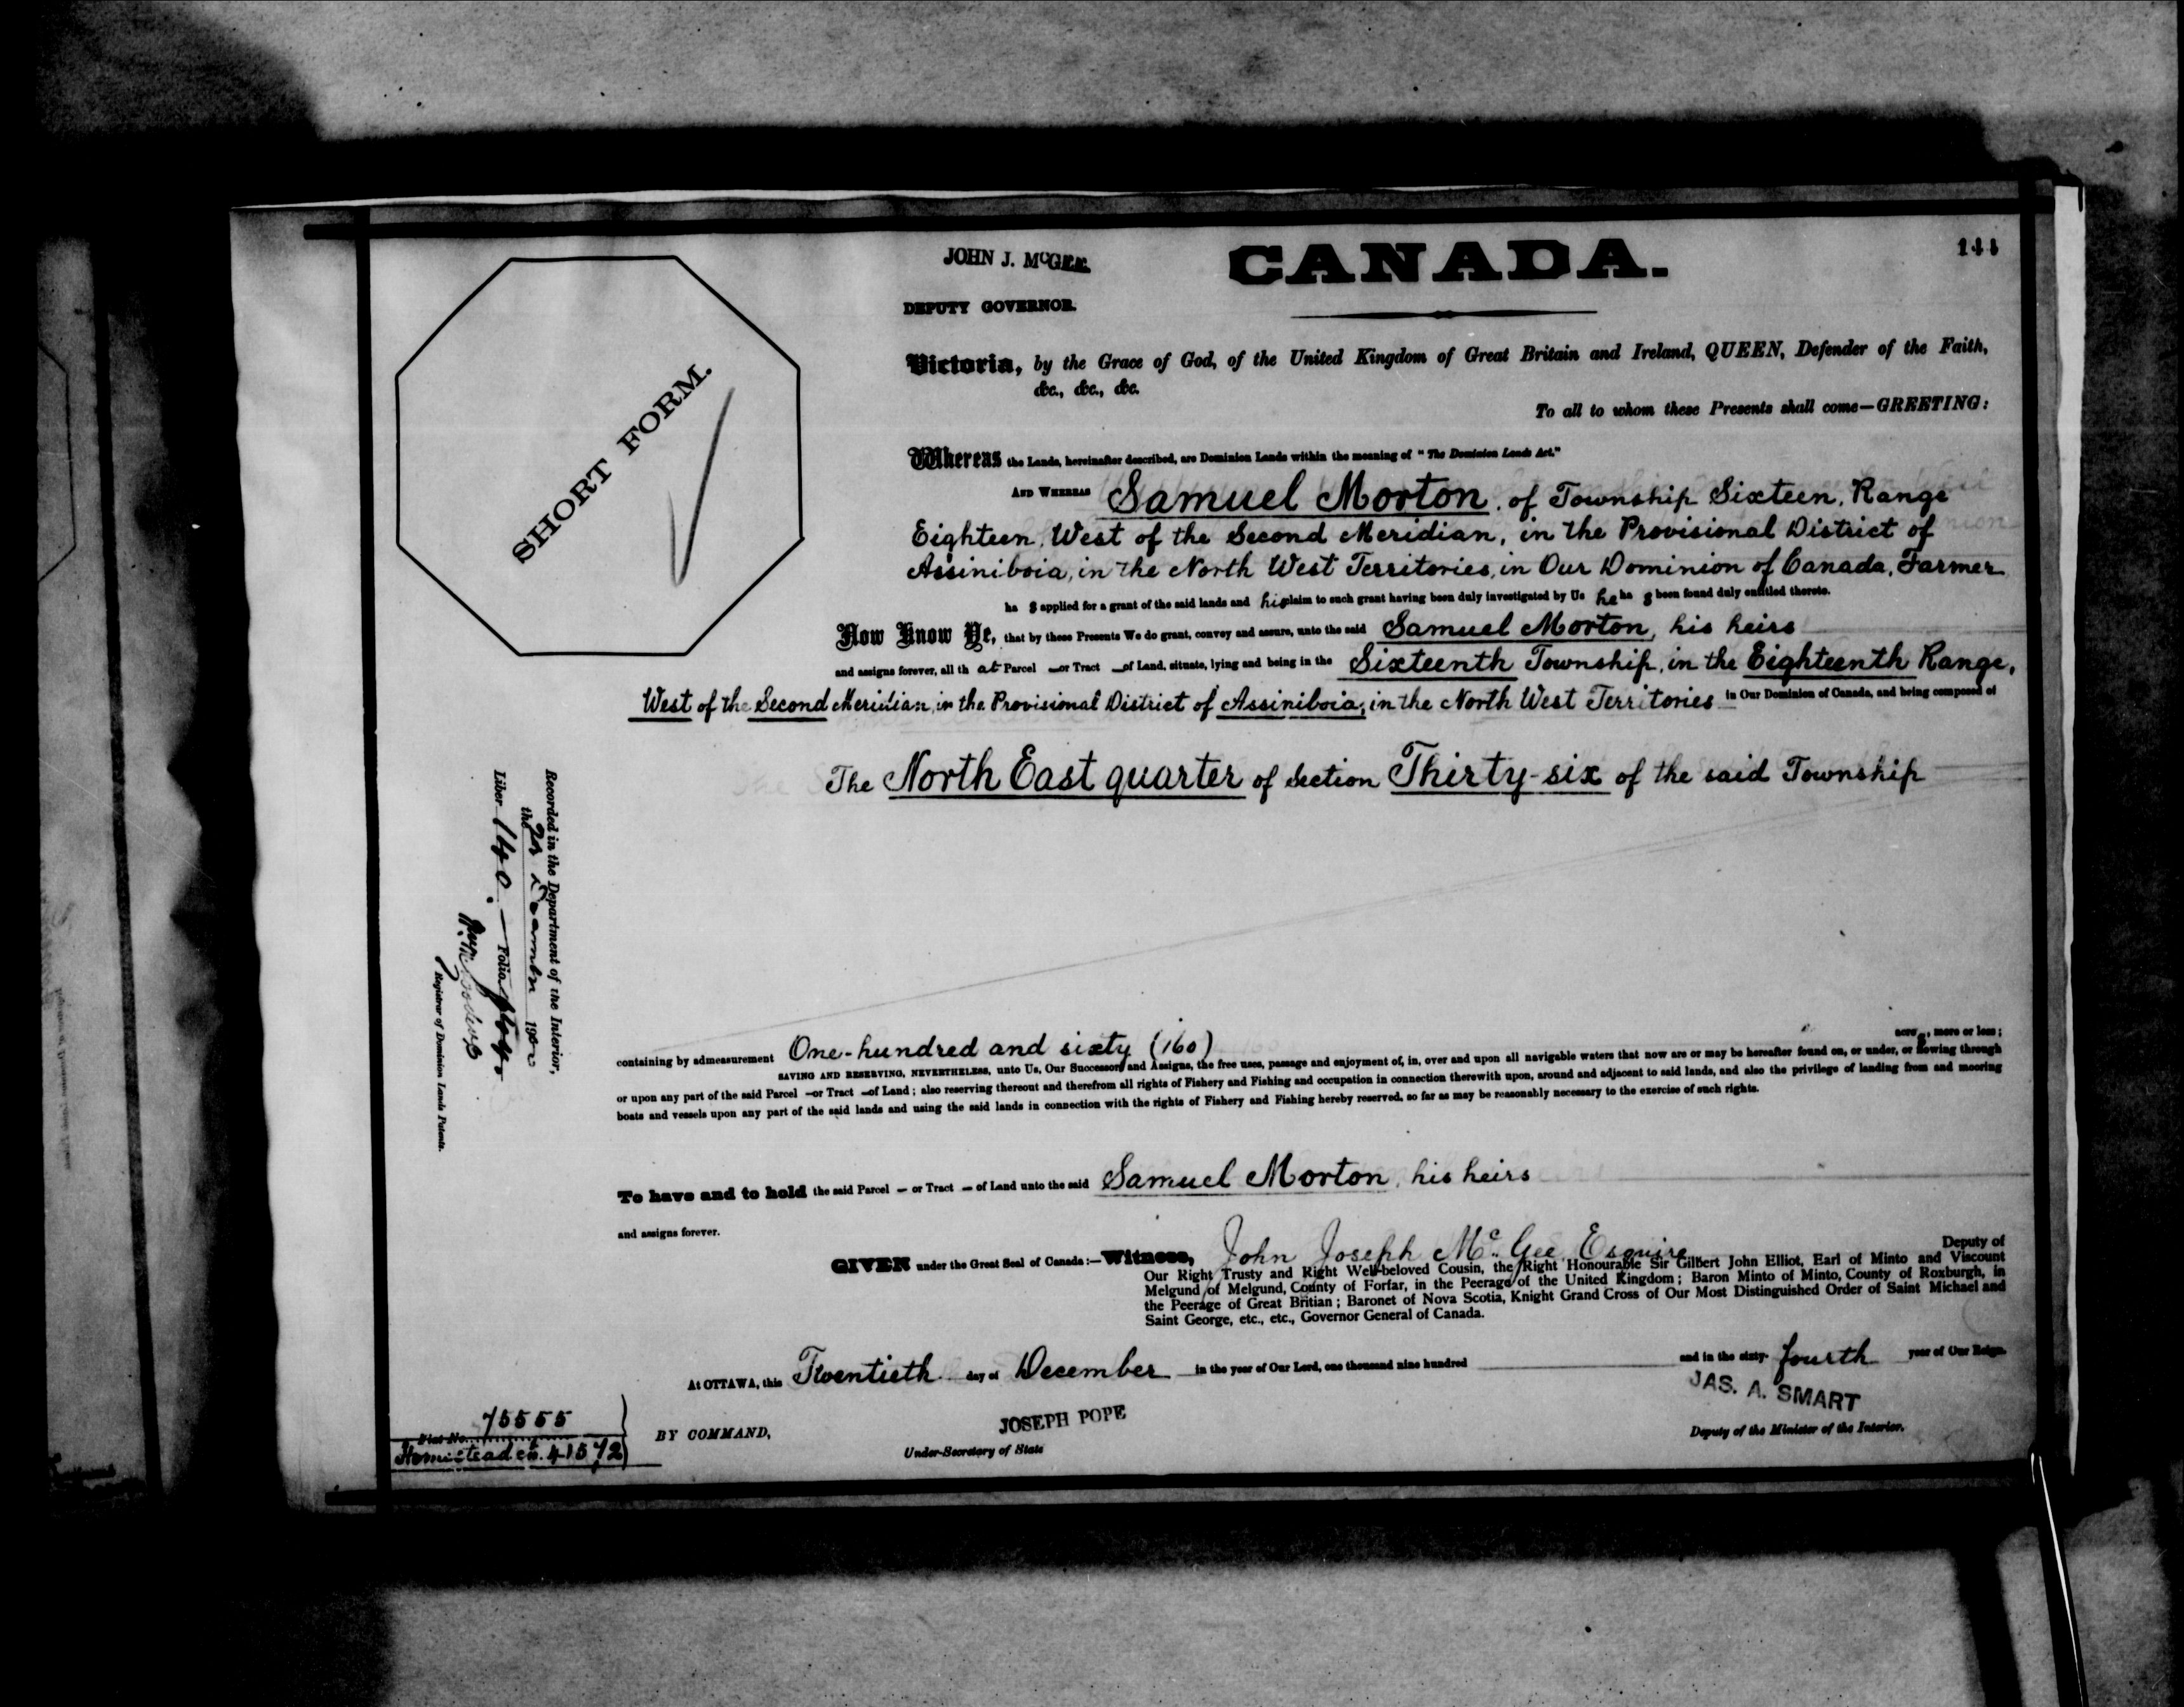 JOHN J. McGEE.
DEPUTY GOVERNOR.
CANADA.
144
SHORT FORM.
Victoria, by the Grace of God, of the United Kingdom of Great Britain and Ireland, QUEEN, Defender of the Faith,
&c., &c., &c.
To all to whom these Presents shall come—GREETING:
Whereas the Lands, hereinafter described, are Dominion Lands within the meaning of "The Dominion Lands Act."
AND WHEREAS Samuel Morton, of Township Sixteen, Range
Eighteen, West of the Second Meridian, in the Provisional District of
Assiniboia, in the North West Territories, in Our Dominion of Canada, Farmer
ha s applied for a grant of the said lands and his claim to such grant having been duly investigated by Us he ha s been found duly entitled thereto.
Now Know Ye, that by these Presents We do grant, convey and assure, unto the said Samuel Morton, his heirs
and assigns forever, all th at Parcel —or Tract —of Land, situate, lying and being in the Sixteenth Township, in the Eighteenth Range,
West of the Second Meridian, in the Provisional District of Assiniboia, in the North West Territories in Our Dominion of Canada, and being composed of
The North East quarter of Section Thirty-six of the said Township
containing by admeasurement One-hundred and sixty (160) acre s, more or less;
SAVING AND RESERVING, NEVERTHELESS, unto Us, Our Successors and Assigns, the free uses, passage and enjoyment of, in, over and upon all navigable waters that now are or may be hereafter found on, or under, or flowing through
or upon any part of the said Parcel —or Tract —of Land; also reserving thereout and therefrom all rights of Fishery and Fishing and occupation in connection therewith upon, around and adjacent to said lands, and also the privilege of landing from and mooring
boats and vessels upon any part of the said lands and using the said lands in connection with the rights of Fishery and Fishing hereby reserved, so far as may be reasonably necessary to the exercise of such rights.
To have and to hold the said Parcel — or Tract — of Land unto the said Samuel Morton, his heirs
and assigns forever.
GIVEN under the Great Seal of Canada:—Witness, John Joseph Mc. Gee Esquire Deputy of
Our Right Trusty and Right Well-beloved Cousin, the Right Honourable Sir Gilbert John Elliot, Earl of Minto and Viscount
Melgund of Melgund, County of Forfar, in the Peerage of the United Kingdom; Baron Minto of Minto, County of Roxburgh, in
the Peerage of Great Britian; Baronet of Nova Scotia, Knight Grand Cross of Our Most Distinguished Order of Saint Michael and
Saint George, etc., etc., Governor General of Canada.
At OTTAWA, this Twentieth day of December in the year of Our Lord, one thousand nine hundred and in the sixty- fourth year of Our Reign.
JAS. A. SMART
Deputy of the Minister of the Interior.
BY COMMAND,
JOSEPH POPE
Under-Secretary of State
75555
Homestead 41572
Recorded in the Department of the Interior,
the December 190
Liber 140. Folio
Registrar of Dominion Lands Patents.